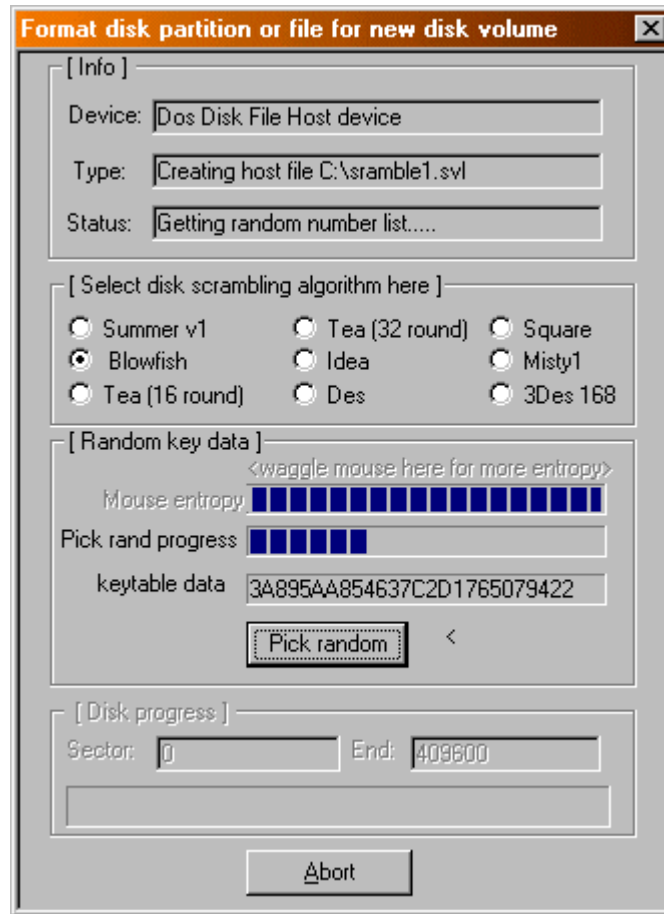 Format disk partition or file for new disk volume
[ Info ]
Device: Dos Disk File Host device
Type: Creating host file C:\sramble1.svl
Status: Getting random number list.....
[ Select disk scrambling algorithm here ]
Summer v1 Tea (32 round) Square
Blowfish Idea Misty1
Tea (16 round) Des 3Des 168
[ Random key data ]
<waggle mouse here for more entropy>
Mouse entropy
Pick rand progress
keytable data 3A895AA854637C2D1765079422
Pick random <
[ Disk progress ]
Sector: 0 End: 409600
Abort